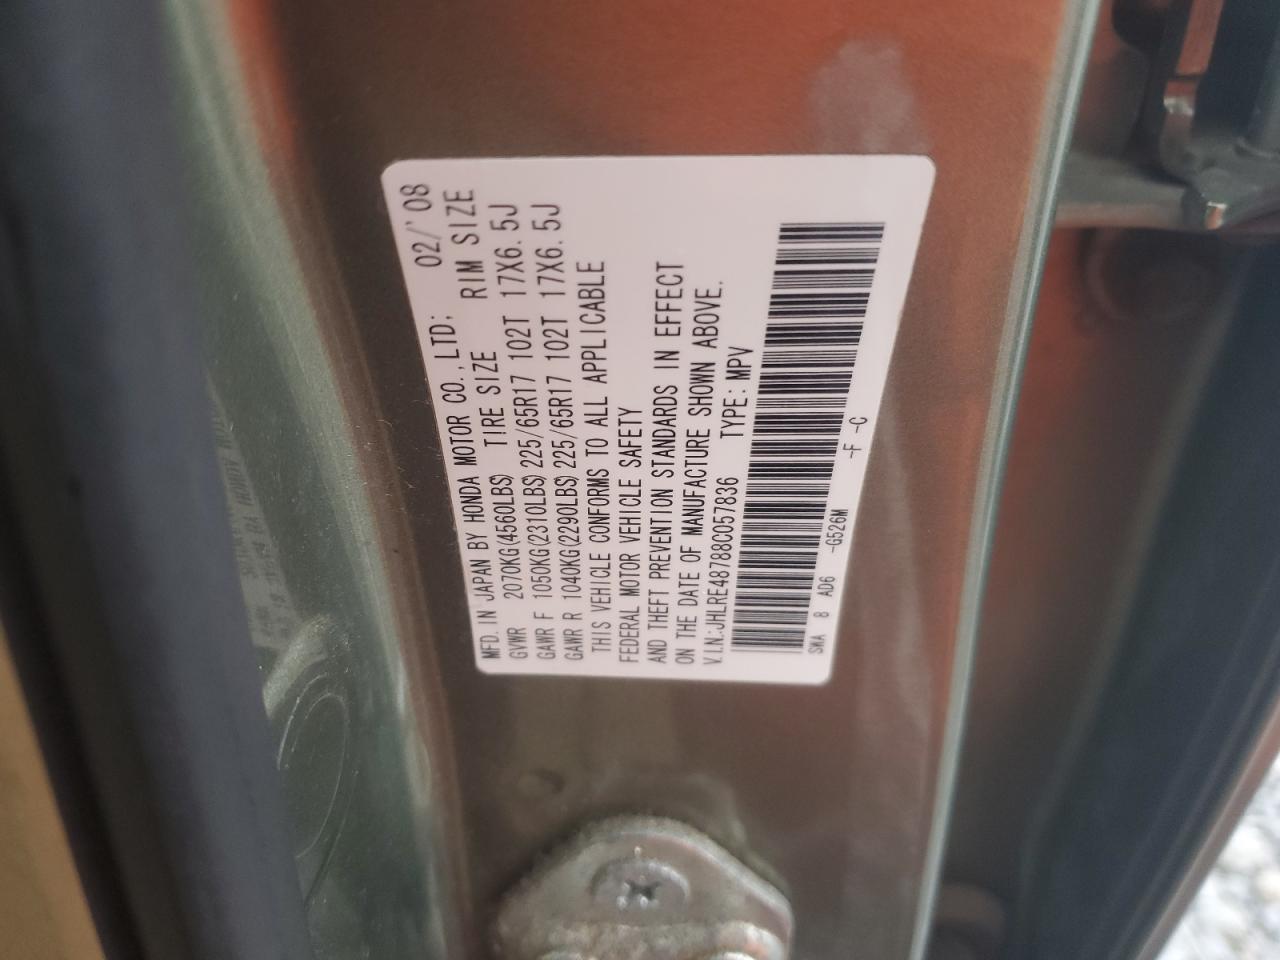 MFD. IN JAPAN BY HONDA MOTOR CO., LTD; 02/'08
GVWR 2070KG(4560LBS) TIRE SIZE RIM SIZE
GAWR F 1050KG(2310LBS)225/65R17 102T 17X6.5J
GAWR R 1040KG(2290LBS)225/65R17 102T 17X6.5J
THIS VEHICLE CONFORMS TO ALL APPLICABLE
FEDERAL MOTOR VEHICLE SAFETY
AND THEFT PREVENTION STANDARDS IN EFFECT
ON THE DATE OF MANUFACTURE SHOWN ABOVE.
V.I.N.:JHLRE48788C057836 TYPE: MPV
SWA 8 AD6 -G526M -F -C